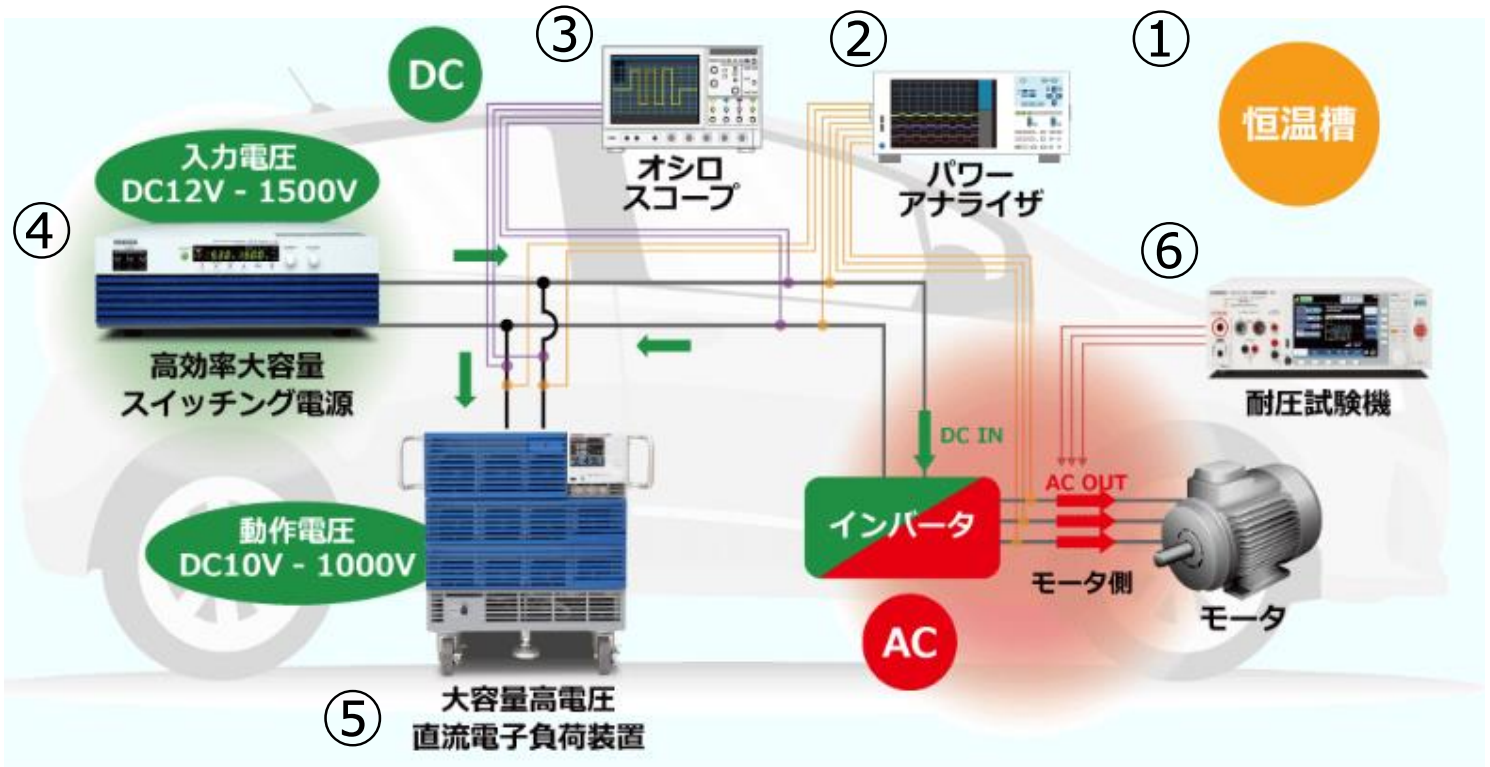 ③
②
①
DC
恒温槽
入力電圧
DC12V - 1500V
オシロ
スコープ
パワー
アナライザ
④
⑥
高効率大容量
スイッチング電源
耐圧試験機
DC IN
AC OUT
インバータ
動作電圧
DC10V - 1000V
モータ側
モータ
AC
⑤
大容量高電圧
直流電子負荷装置